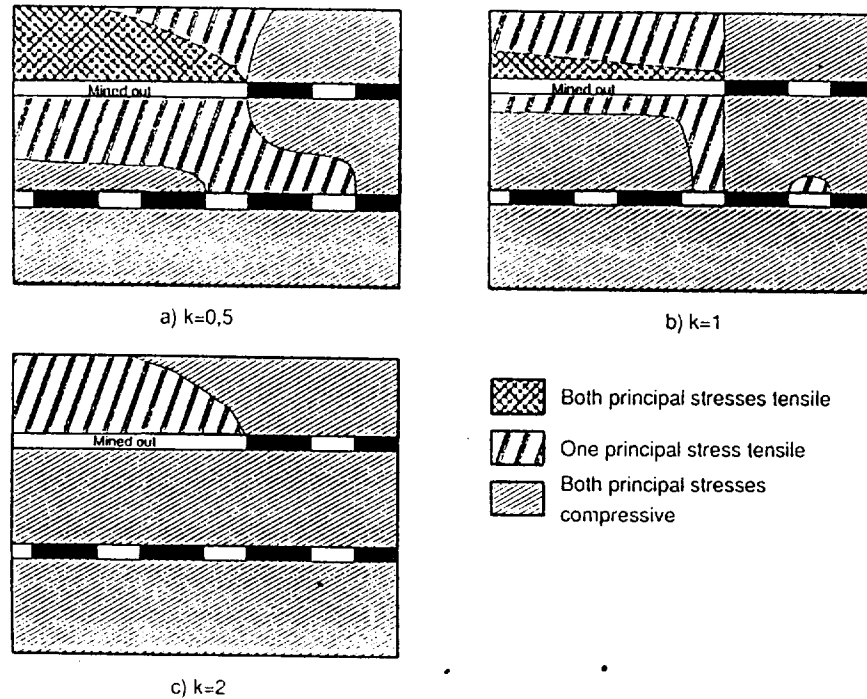 Mined out
Mined out
a) k=0,5
b) k=1
Mined out
Both principal stresses tensile
One principal stress tensile
Both principal stresses
compressive
c) k=2